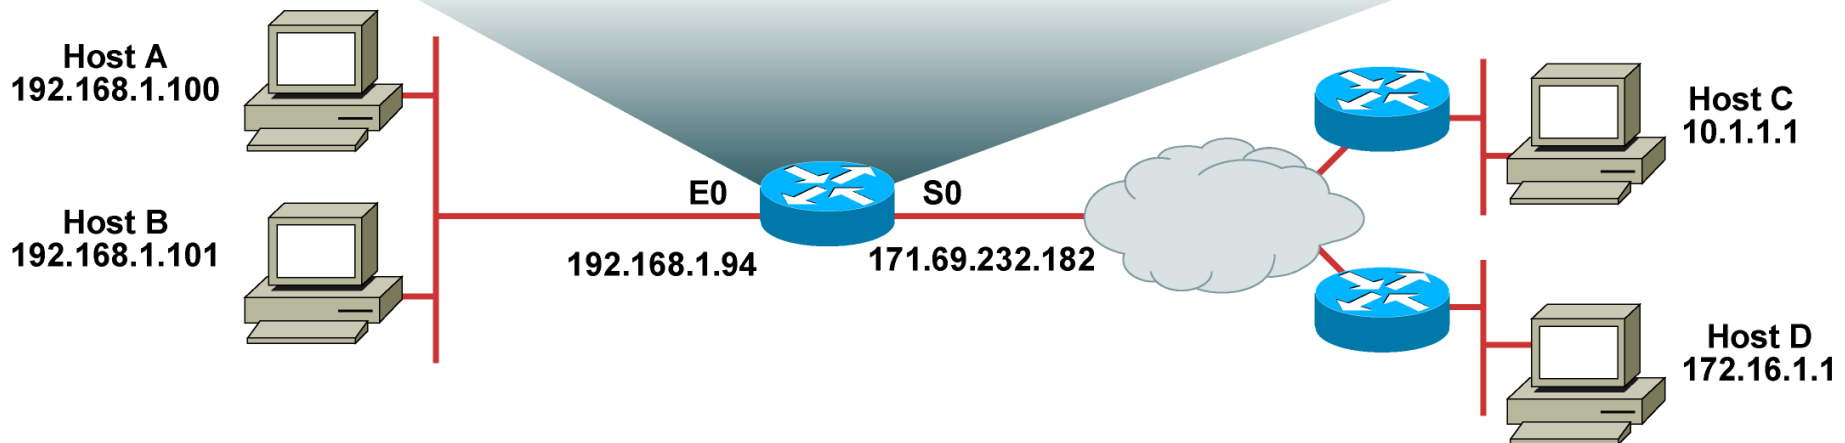 Host A
192.168.1.100
Host B
192.168.1.101
E0
S0
192.168.1.94
171.69.232.182
Host C
10.1.1.1
Host D
172.16.1.1